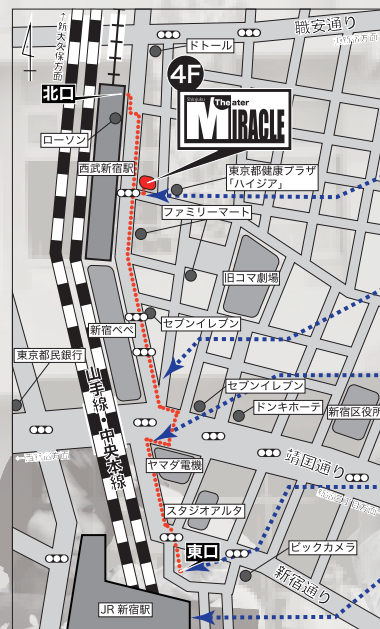 ↑新大久保方面
職安通り
ドトール
4F
北口
Shinjuku
Theater
MIRACLE
ローソン
西武新宿駅
東京都健康プラザ
「ハイジア」
ファミリーマート
旧コマ劇場
新宿ペペ
セブンイレブン
東京都民銀行
山手線・中央本線
セブンイレブン
ドンキホーテ
新宿区役所
ヤマダ電機
靖国通り
スタジオアルタ
東口
ビックカメラ
新宿通り
JR新宿駅